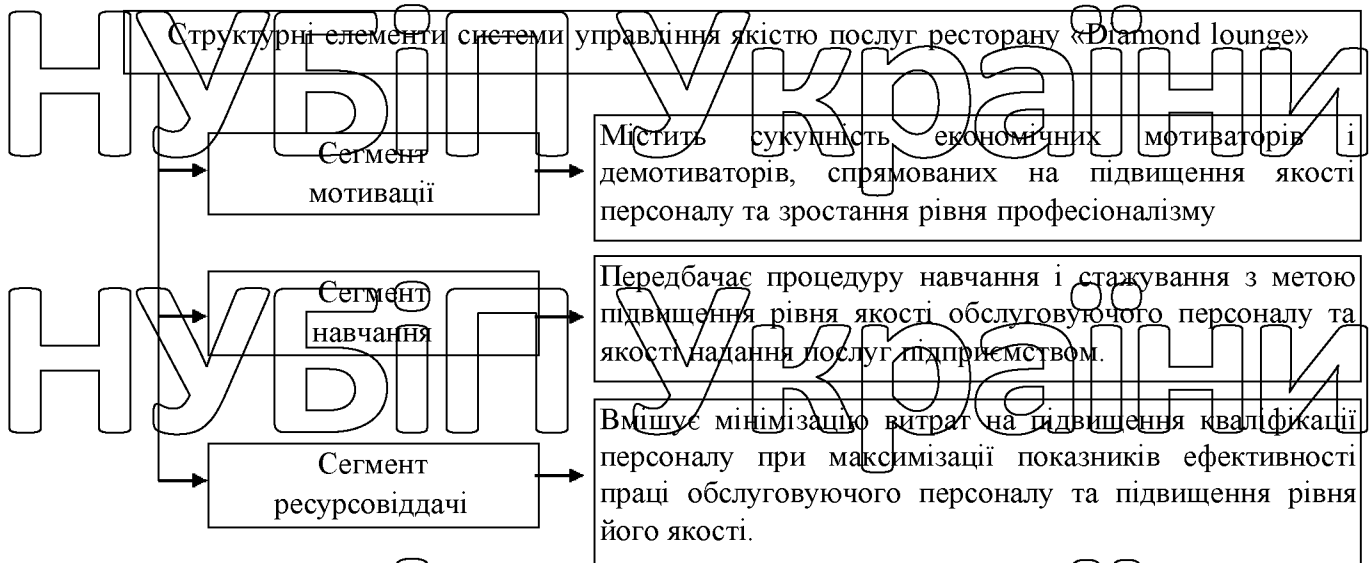 Структурні елементи системи управління якістю послуг ресторану «Diamond lounge»
НУБіП України
Сегмент
мотивації
Містить сукупність економічних мотиваторів і
демотиваторів, спрямованих на підвищення якості
персоналу та зростання рівня професіоналізму
Сегмент
навчання
Передбачає процедуру навчання і стажування з метою
підвищення рівня якості обслуговуючого персоналу та
якості надання послуг підприємством.
НУБіП України
Сегмент
ресурсовіддачі
Вміщує мінімізацію витрат на підвищення кваліфікації
персоналу при максимізації показників ефективності
праці обслуговуючого персоналу та підвищення рівня
його якості.